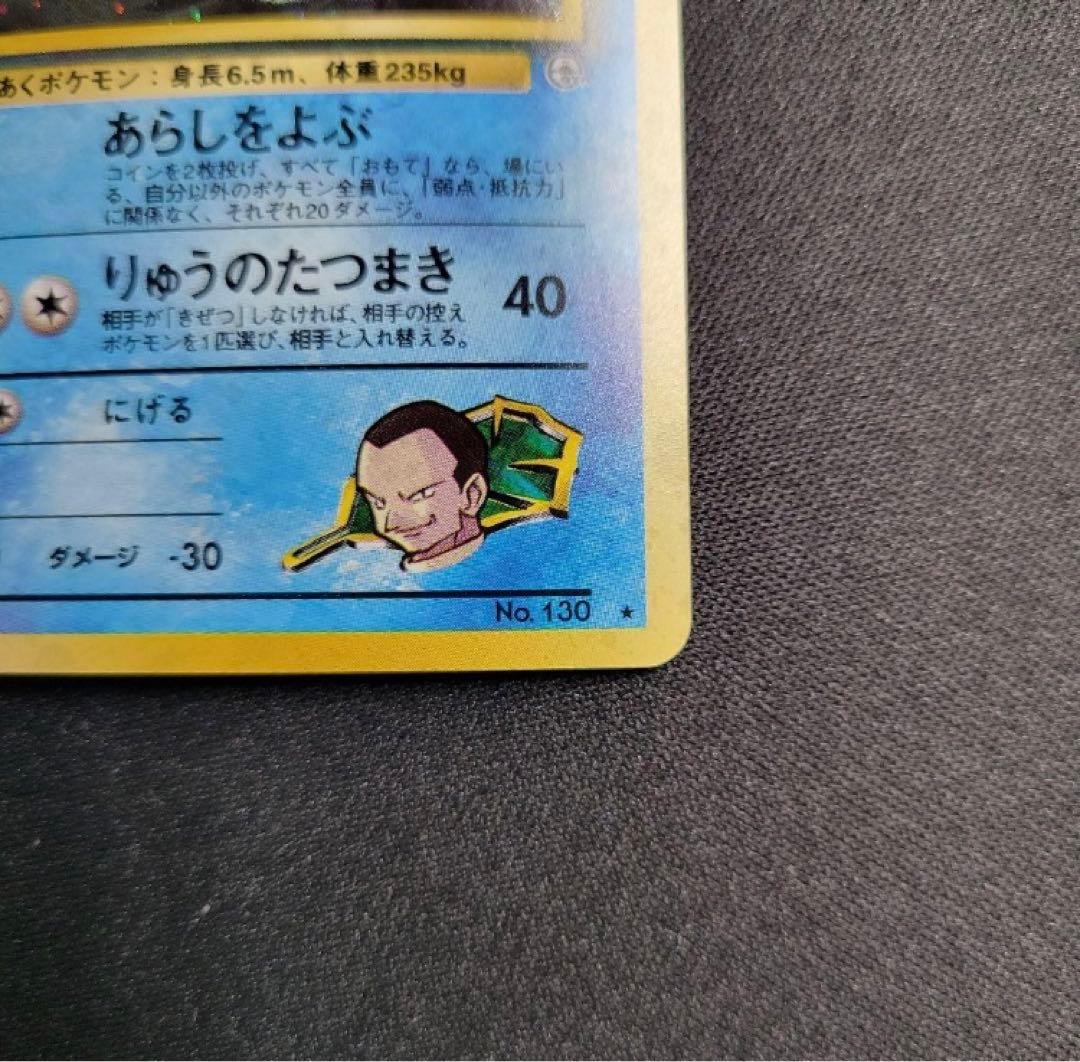 あくポケモン：身長6.5m、体重235kg
あらしをよぶ
コインを2枚投げ、すべて「おもて」なら、場にい
る、自分以外のポケモン全員に、「弱点・抵抗力」
に関係なく、それぞれ20ダメージ。
りゅうのたつまき 40
相手が「きぜつ」しなければ、相手の控え
ポケモンを1匹選び、相手と入れ替える。
にげる
ダメージ -30
No. 130 ★